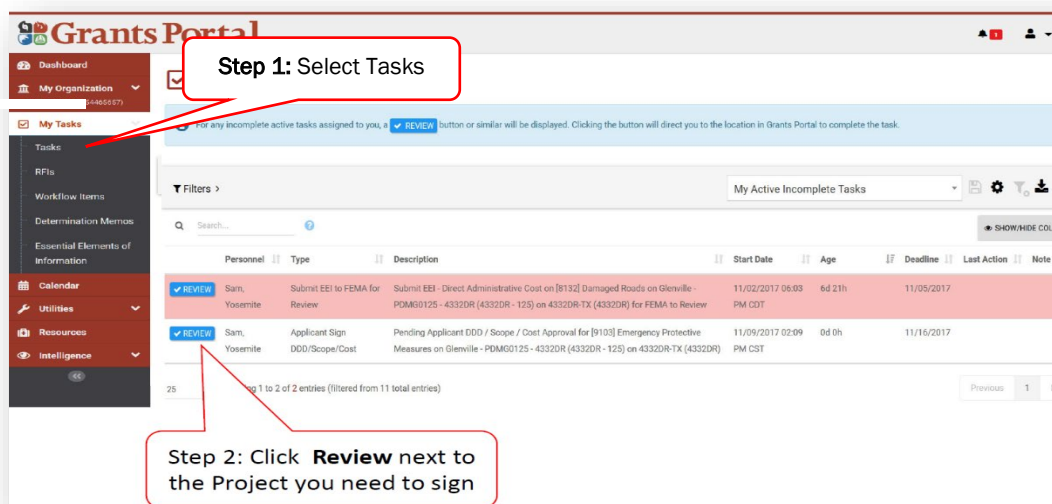 Grants Portal
1
Step 1: Select Tasks
Dashboard
My Organization
54465687)
My Tasks
Tasks
RFIs
Workflow Items
Determination Memos
Essential Elements of
Information
Calendar
Utilities
Resources
Intelligence
For any incomplete active tasks assigned to you, a REVIEW button or similar will be displayed. Clicking the button will direct you to the location in Grants Portal to complete the task.
Filters >
My Active Incomplete Tasks
Search...
SHOW/HIDE COL
Personnel Type Description Start Date Age Deadline Last Action Note
REVIEW Sam, Submit EEI to FEMA for Submit EEI - Direct Administrative Cost on [8132] Damaged Roads on Glenville - 11/02/2017 06:03 6d 21h 11/05/2017
Yosemite Review PDMG0125 - 4332DR (4332DR - 125) on 4332DR-TX (4332DR) for FEMA to Review PM CDT
REVIEW Sam, Applicant Sign Pending Applicant DDD / Scope / Cost Approval for [9103] Emergency Protective 11/09/2017 02:09 0d 0h 11/16/2017
Yosemite DDD/Scope/Cost Measures on Glenville - PDMG0125 - 4332DR (4332DR - 125) on 4332DR-TX (4332DR) PM CST
25 1 to 2 of 2 entries (filtered from 11 total entries)
Previous 1
Step 2: Click Review next to
the Project you need to sign